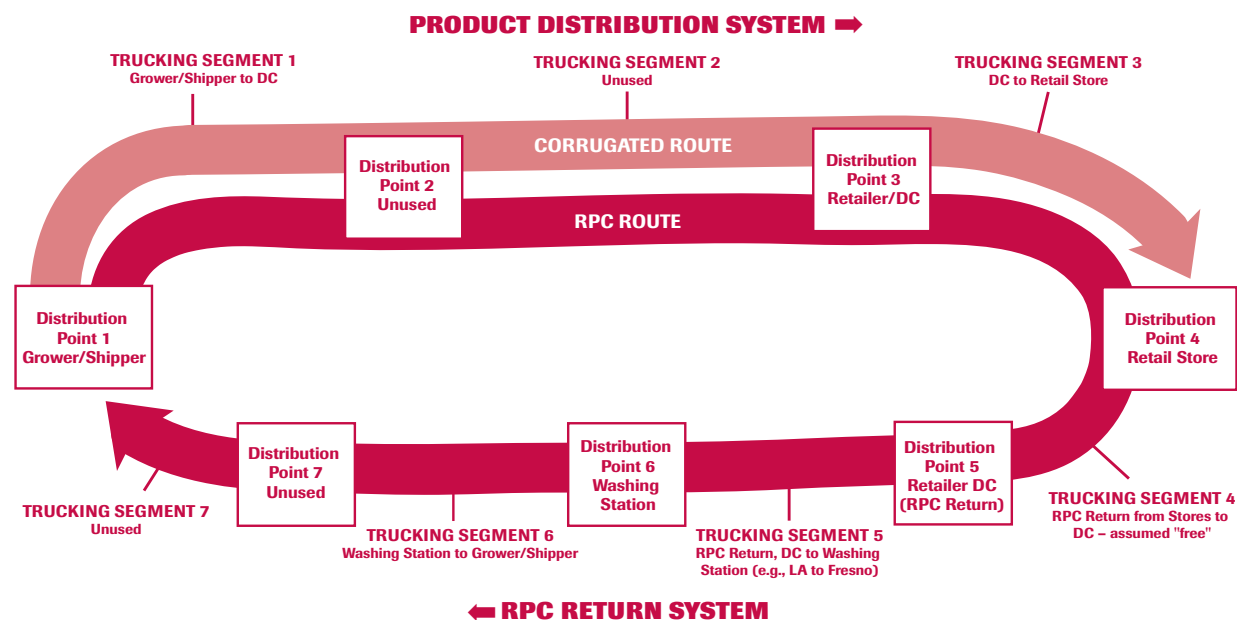 PRODUCT DISTRIBUTION SYSTEM ➡
TRUCKING SEGMENT 1
Grower/Shipper to DC
TRUCKING SEGMENT 2
Unused
TRUCKING SEGMENT 3
DC to Retail Store
CORRUGATED ROUTE
Distribution
Point 2
Unused
Distribution
Point 3
Retailer/DC
RPC ROUTE
Distribution
Point 1
Grower/Shipper
Distribution
Point 4
Retail Store
Distribution
Point 7
Unused
Distribution
Point 6
Washing
Station
Distribution
Point 5
Retailer DC
(RPC Return)
TRUCKING SEGMENT 7
Unused
TRUCKING SEGMENT 6
Washing Station to Grower/Shipper
TRUCKING SEGMENT 5
RPC Return, DC to Washing
Station (e.g., LA to Fresno)
TRUCKING SEGMENT 4
RPC Return from Stores to
DC – assumed "free"
⬅ RPC RETURN SYSTEM